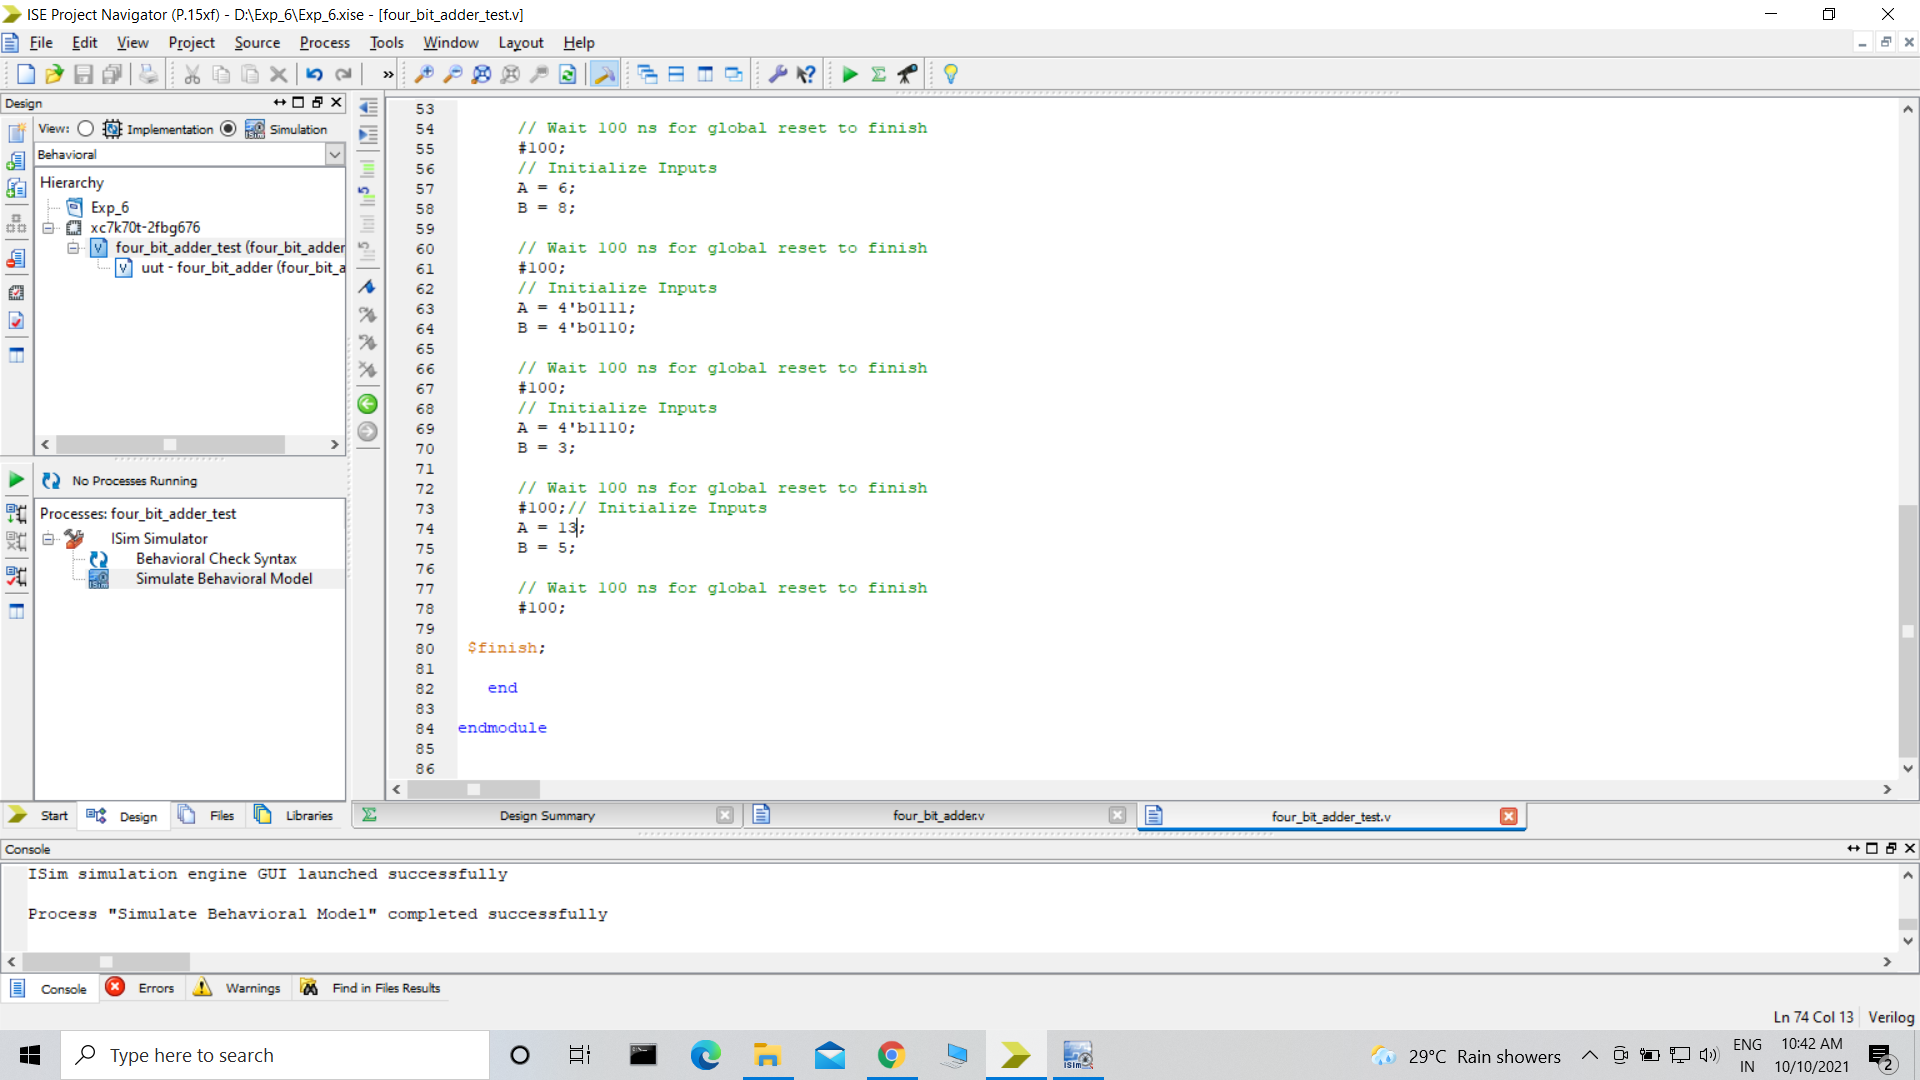 ISE Project Navigator (P.15xf) - D:\Exp_6\Exp_6.xise - [four_bit_adder_test.v]
File Edit View Project Source Process Tools Window Layout Help
Design
View: Implementation Simulation
Behavioral
Hierarchy
Exp_6
xc7k70t-2fbg676
four_bit_adder_test (four_bit_adder
uut - four_bit_adder (four_bit_a
No Processes Running
Processes: four_bit_adder_test
ISim Simulator
Behavioral Check Syntax
Simulate Behavioral Model
Start Design Files Libraries
53
54 // Wait 100 ns for global reset to finish
55 #100;
56 // Initialize Inputs
57 A = 6;
58 B = 8;
59
60 // Wait 100 ns for global reset to finish
61 #100;
62 // Initialize Inputs
63 A = 4'b0111;
64 B = 4'b0110;
65
66 // Wait 100 ns for global reset to finish
67 #100;
68 // Initialize Inputs
69 A = 4'b1110;
70 B = 3;
71
72 // Wait 100 ns for global reset to finish
73 #100;// Initialize Inputs
74 A = 13;
75 B = 5;
76
77 // Wait 100 ns for global reset to finish
78 #100;
79
80 $finish;
81
82 end
83
84 endmodule
85
86
Design Summary four_bit_adder.v four_bit_adder_test.v
Console
ISim simulation engine GUI launched successfully
Process "Simulate Behavioral Model" completed successfully
Console Errors Warnings Find in Files Results
Ln 74 Col 13 Verilog
Type here to search
29°C Rain showers
ENG
IN
10:42 AM
10/10/2021
2